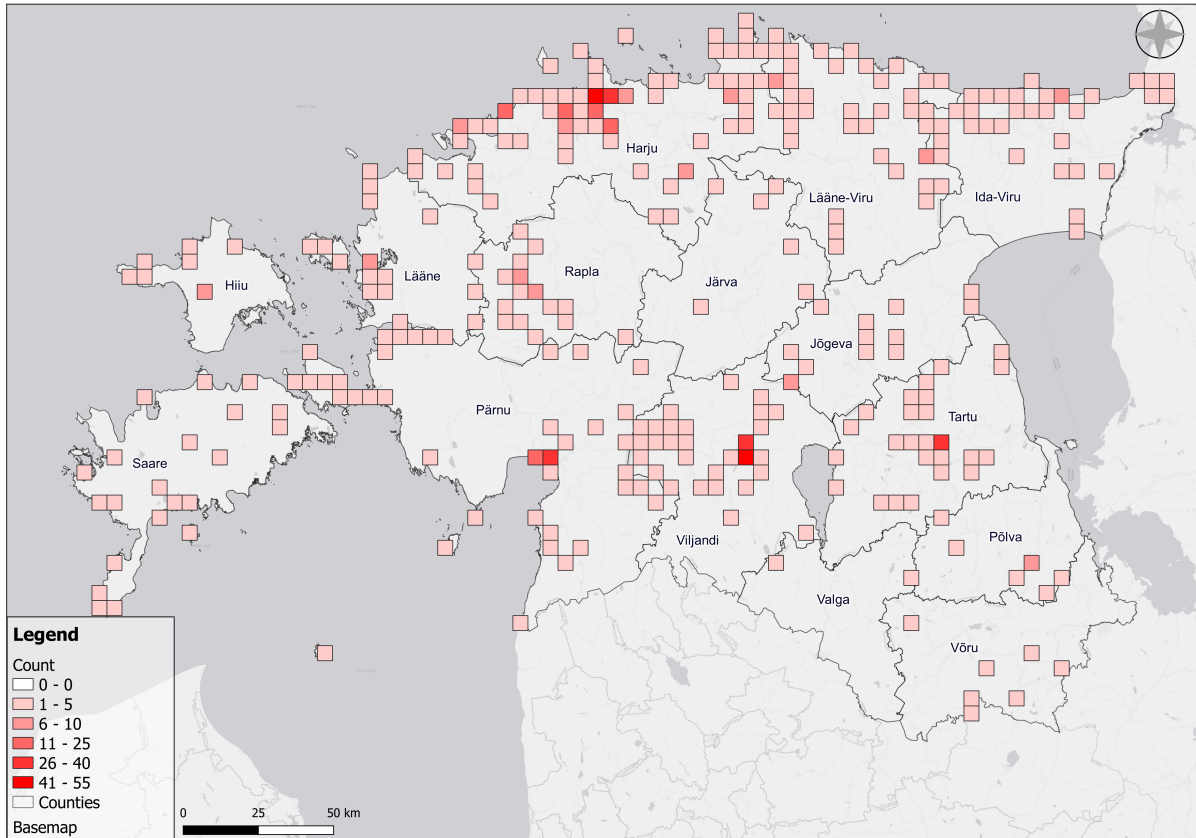 Harju
Lääne-Viru
Ida-Viru
Hiiu
Lääne
Rapla
Järva
Jõgeva
Pärnu
Tartu
Saare
Viljandi
Põlva
Valga
Võru
Legend
Count
0 - 0
1 - 5
6 - 10
11 - 25
26 - 40
41 - 55
Counties
Basemap
0 25 50 km